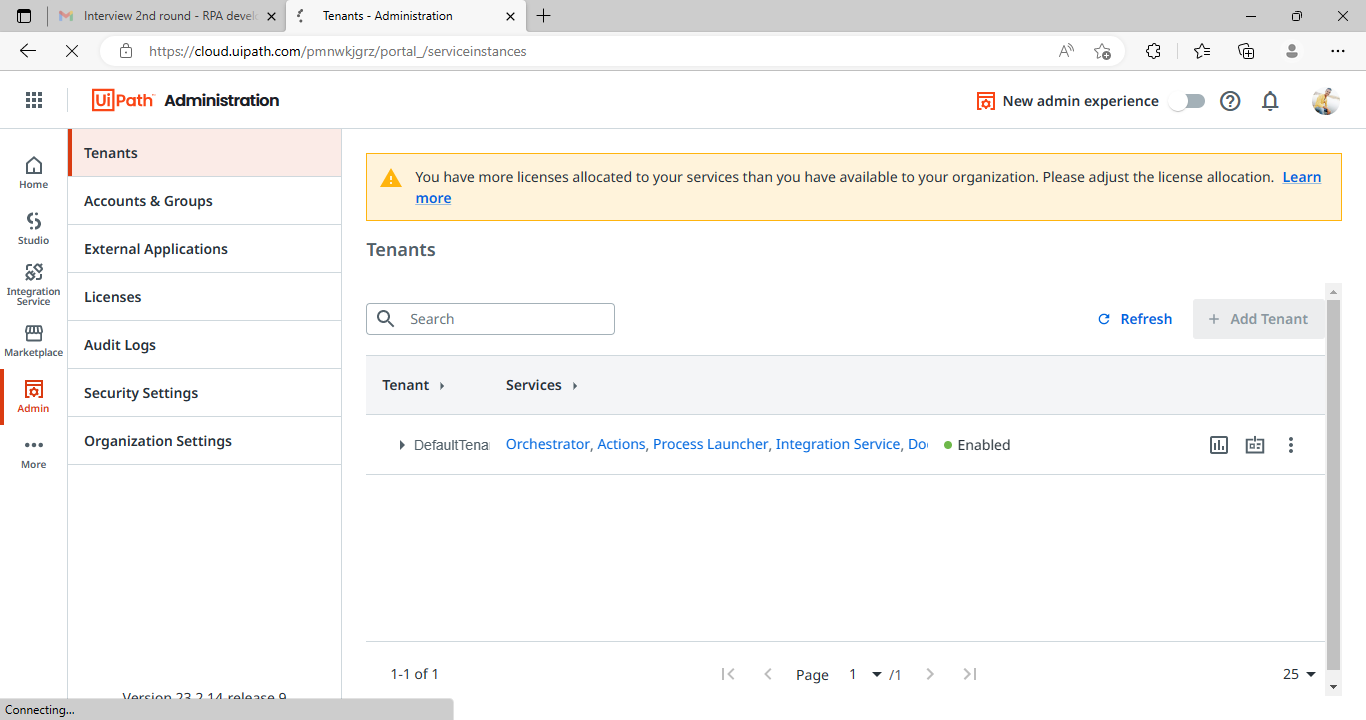 Interview 2nd round - RPA devel
Tenants - Administration
https://cloud.uipath.com/pmnwkjgrz/portal_/serviceinstances
UiPath Administration
New admin experience
Home
Studio
Integration
Service
Marketplace
Admin
More
Tenants
Accounts & Groups
External Applications
Licenses
Audit Logs
Security Settings
Organization Settings
Version 23.2.14-release.9
You have more licenses allocated to your services than you have available to your organization. Please adjust the license allocation. Learn
more
Tenants
Search
Refresh
+ Add Tenant
Tenant
Services
DefaultTena
Orchestrator, Actions, Process Launcher, Integration Service, Do
Enabled
1-1 of 1
Page 1 /1
25
Connecting...